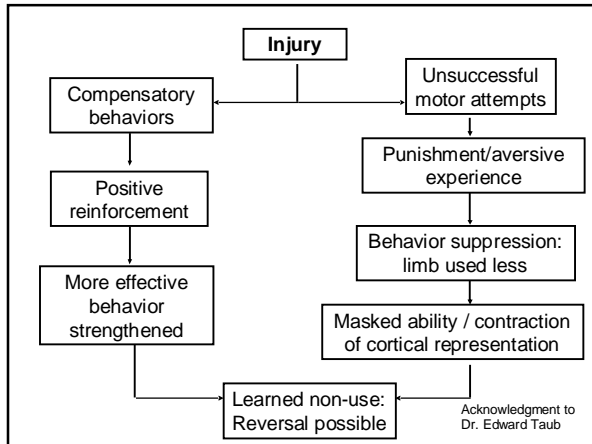 Injury
Compensatory
behaviors
Positive
reinforcement
More effective
behavior
strengthened
Unsuccessful
motor attempts
Punishment/aversive
experience
Behavior suppression:
limb used less
Masked ability / contraction
of cortical representation
Learned non-use:
Reversal possible
Acknowledgment to
Dr. Edward Taub